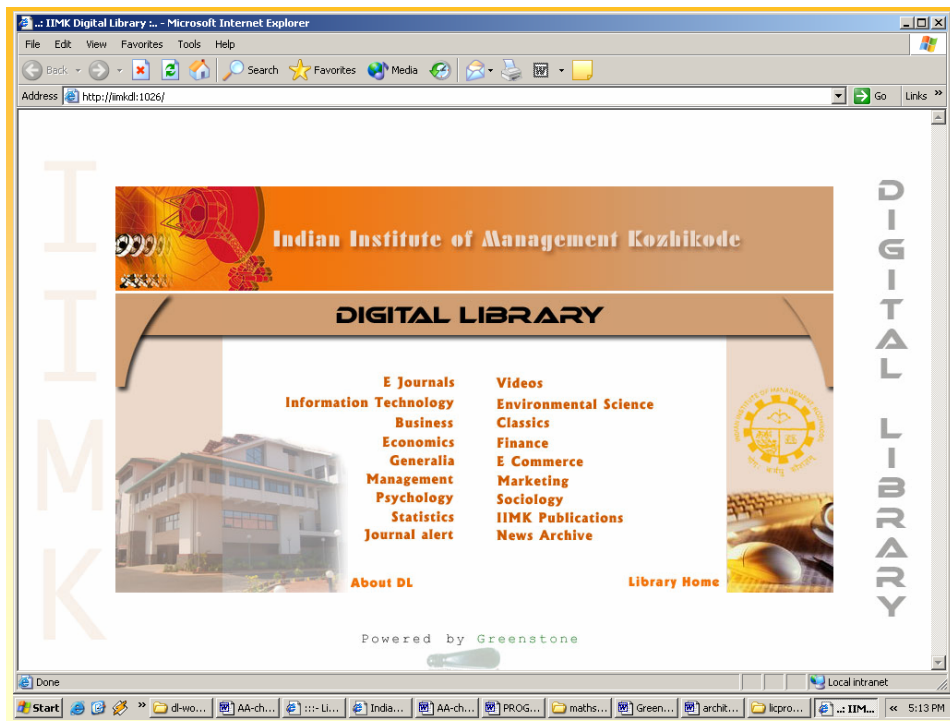 ..: IIMK Digital Library :.. - Microsoft Internet Explorer
File Edit View Favorites Tools Help
Back Search Favorites Media
Address http://iimkdl:1026/ Go Links »
Indian Institute of Management Kozhikode
DIGITAL LIBRARY
IIMK
DIGITAL LIBRARY
E Journals Videos
Information Technology Environmental Science
Business Classics
Economics Finance
Generalia E Commerce
Management Marketing
Psychology Sociology
Statistics IIMK Publications
Journal alert News Archive
About DL Library Home
Powered by Greenstone
Done Local intranet
Start » dl-wo... AA-ch... :::- Li... India... AA-ch... PROG... maths... Green... archit... licpro... ..: IIM... « 5:13 PM